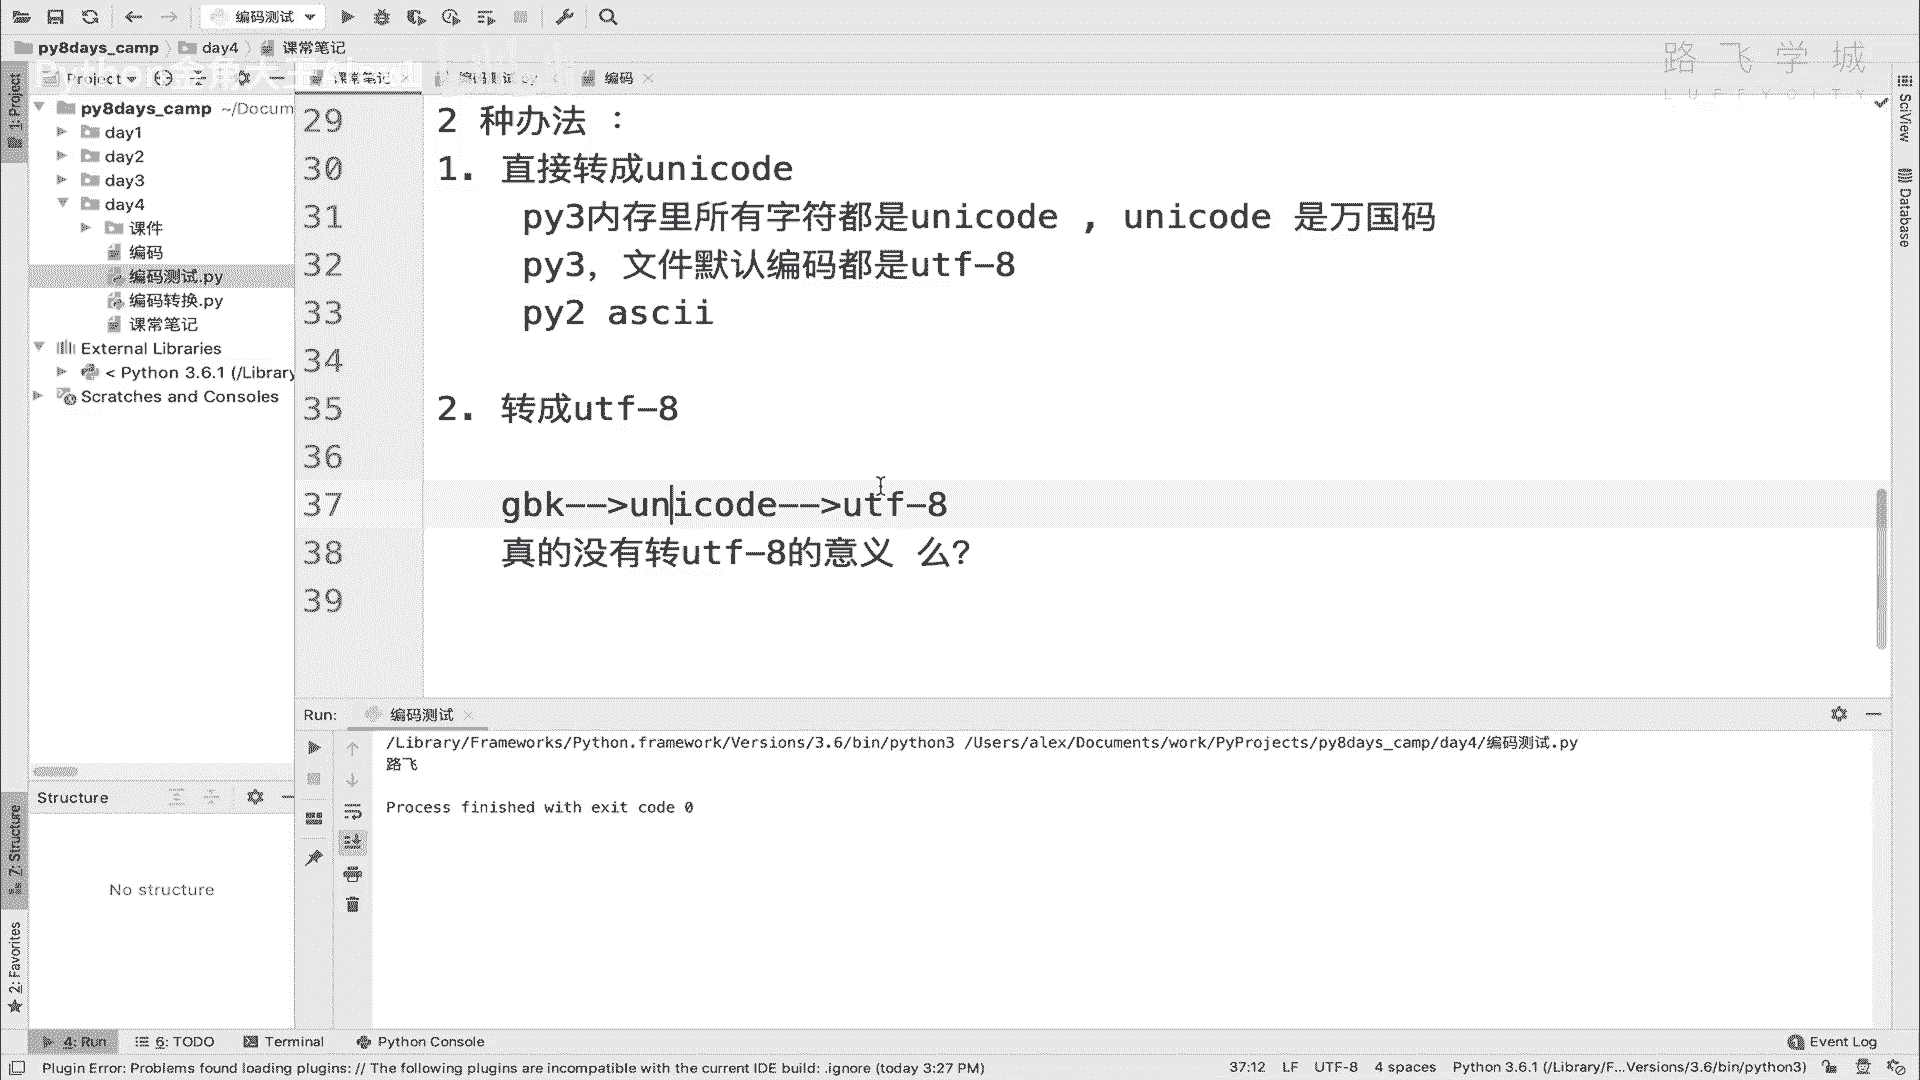 编码测试
py8days_camp
day4
课常笔记
路飞学城
LUFFYCITY
1: Project
Project
课常笔记
编码测试.py
编码
py8days_camp ~/Docum
day1
day2
day3
day4
课件
编码
编码测试.py
编码转换.py
课常笔记
External Libraries
< Python 3.6.1 (/Library
Scratches and Consoles
29 2 种办法 :
30 1. 直接转成unicode
31 py3内存里所有字符都是unicode , unicode 是万国码
32 py3, 文件默认编码都是utf-8
33 py2 ascii
34
35 2. 转成utf-8
36
37 gbk-->unicode-->utf-8
38 真的没有转utf-8的意义 么?
39
SciView
Database
Structure
No structure
7: Structure
2: Favorites
Run: 编码测试
/Library/Frameworks/Python.framework/Versions/3.6/bin/python3 /Users/alex/Documents/work/PyProjects/py8days_camp/day4/编码测试.py
路飞
Process finished with exit code 0
4: Run
6: TODO
Terminal
Python Console
Event Log
Plugin Error: Problems found loading plugins: // The following plugins are incompatible with the current IDE build: .ignore (today 3:27 PM)
37:12 LF UTF-8 4 spaces Python 3.6.1 (/Library/F...Versions/3.6/bin/python3)